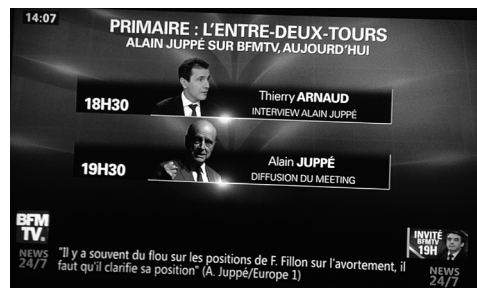 14:07
PRIMAIRE : L'ENTRE-DEUX-TOURS
ALAIN JUPPÉ SUR BFMTV, AUJOURD'HUI
18H30
Thierry ARNAUD
INTERVIEW ALAIN JUPPÉ
19H30
Alain JUPPÉ
DIFFUSION DU MEETING
BFM
TV.
NEWS
24/7
"Il y a souvent du flou sur les positions de F. Fillon sur l'avortement, il
faut qu'il clarifie sa position" (A. Juppé/Europe 1)
INVITÉ
BFMTV
19H
NEWS
24/7